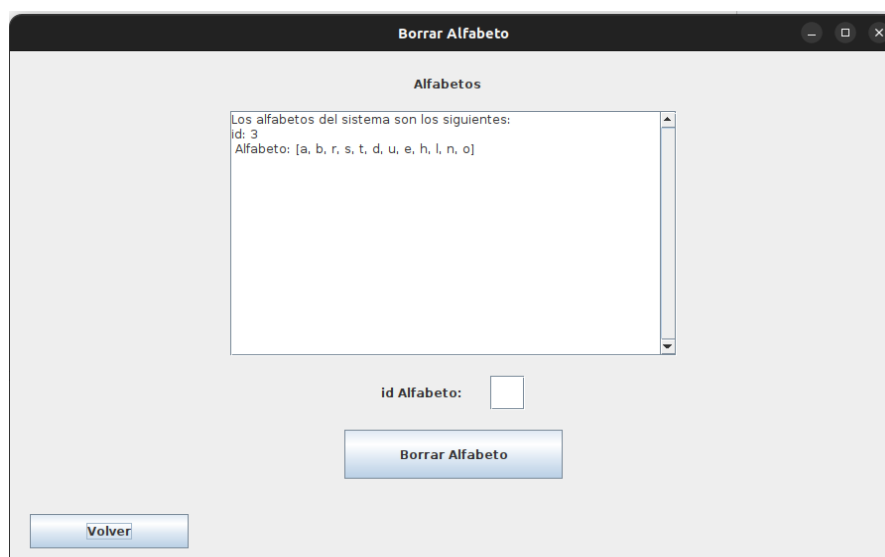 Borrar Alfabeto
Alfabetos
Los alfabetos del sistema son los siguientes:
id: 3
Alfabeto: [a, b, r, s, t, d, u, e, h, l, n, o]
id Alfabeto:
Borrar Alfabeto
Volver